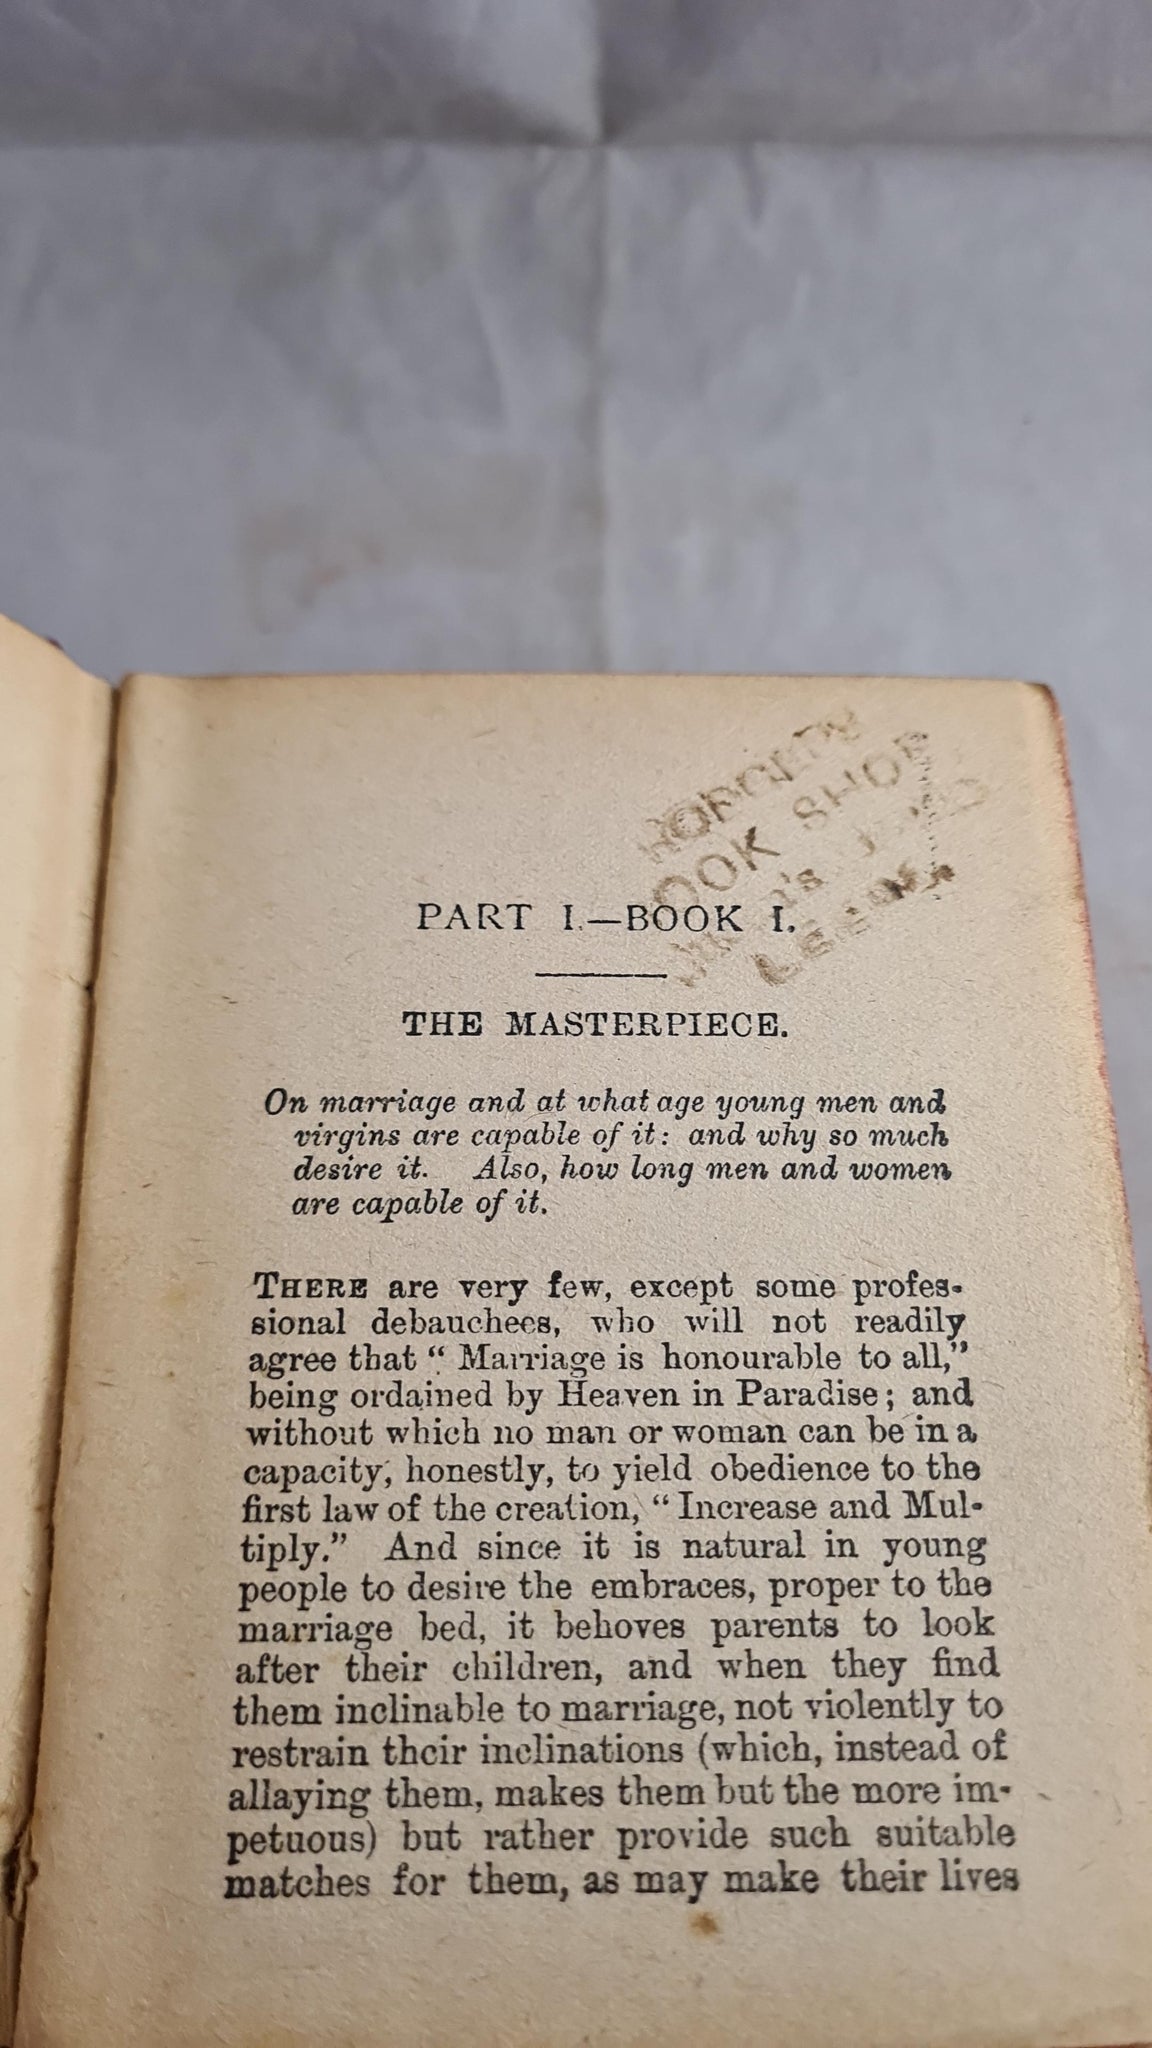 BOOK SHOP
PART I.—BOOK I.
THE MASTERPIECE.
On marriage and at what age young men and
virgins are capable of it: and why so much
desire it. Also, how long men and women
are capable of it.
THERE are very few, except some profes-
sional debauchees, who will not readily
agree that “ Marriage is honourable to all,”
being ordained by Heaven in Paradise; and
without which no man or woman can be in a
capacity, honestly, to yield obedience to the
first law of the creation, “ Increase and Mul-
tiply.” And since it is natural in young
people to desire the embraces, proper to the
marriage bed, it behoves parents to look
after their children, and when they find
them inclinable to marriage, not violently to
restrain their inclinations (which, instead of
allaying them, makes them but the more im-
petuous) but rather provide such suitable
matches for them, as may make their lives